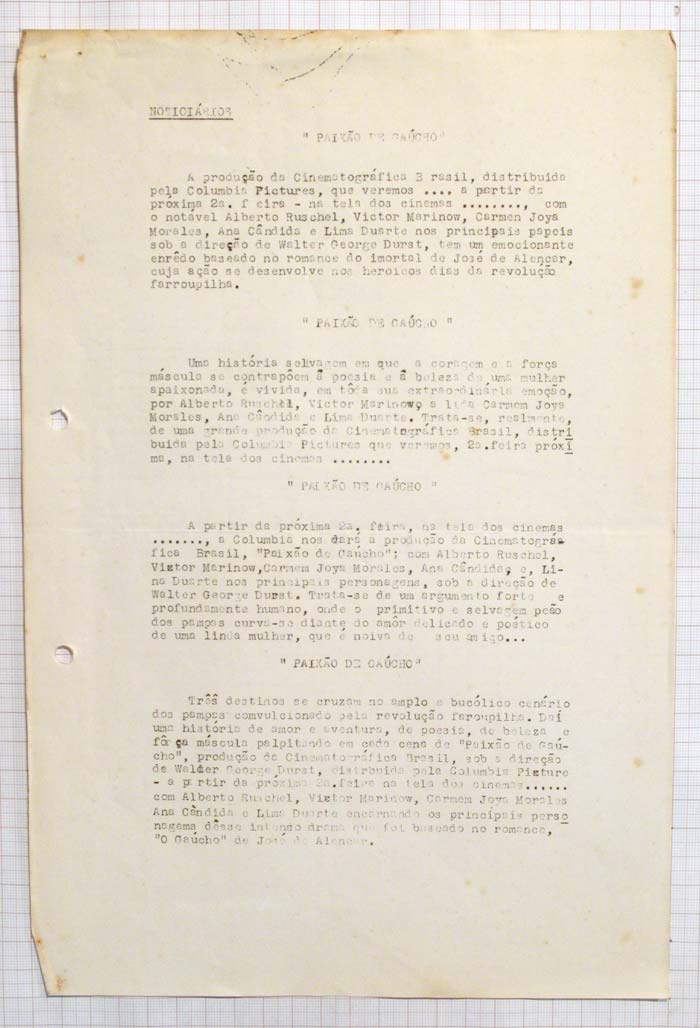 NOTICIÁRIOS
" PAIXÃO DE GAÚCHO"
A produção da Cinematográfica B rasil, distribuida
pela Columbia Pictures, que veremos .... a partir da
próxima 2a. f eira - na tela dos cinemas ........, com
o notável Alberto Ruschel, Victor Marinow, Carmen Joya
Morales, Ana Cândida e Lima Duarte nos principais papeis
sob a direção de Walter George Durst, tem um emocionante
enrêdo baseado no romance do imortal de José de Alencar,
cuja ação se desenvolve nos heroicos dias da revolução
farroupilha.
" PAIXÃO DE GAÚCHO "
Uma história selvagem em que a coragem e a força
máscula se contrapõem â poesia e â beleza de uma mulher
apaixonada, é vivida, em tôda sua extraordinária emoção,
por Alberto Ruschel, Victor Marinowç a linda Carmem Joya
Morales, Ana Cândida e Lima Duarte. Trata-se, realmente,
de uma grande produção da Cinematográfica Brasil, distri
buida pela Columbia Pictures que veremos, 2a.feira próxi
ma, na tela dos cinemas ........
" PAIXÃO DE GAÚCHO "
A partir da próxima 2a. feira, na tela dos cinemas
......., a Columbia nos dará a produção da Cinematográ-
fica Brasil, "Paixão de Gaúcho"; com Alberto Ruschel,
Victor Marinow,Carmem Joya Morales, Ana Cândidaç e, Li-
na Duarte nos principais personagens, sob a direção de
Walter George Durst. Trata-se de um argumento forte e
profundamente humano, onde o primitivo e selvagem peão
dos pampas curva-se diante do amôr delicado e poético
de uma linda mulher, que é noiva de seu amigo...
" PAIXÃO DE GAÚCHO"
Três destinos se cruzam no amplo e bucólico cenário
dos pampas comvulcionado pela revolução faroupilha. Daí
uma história de amor e aventura, de poesia, de beleza e
fôrça máscula palpitando em cada cena de "Paixão de Gaú-
cho", produção da Cinematográfica Brasil, sob a direção
de Walter George Durst, distribuida pela Columbia Picture
- a partir da próxima 2a.feira na tela dos cinemas......
com Alberto Ruschel, Victor Marinow, Carmem Joya Morales
Ana Cândida e Lima Duarte encarnando os principais perso
nagems dêsse intenso drama que foi baseado no romance,
"O Gaúcho" de José de Alencar.